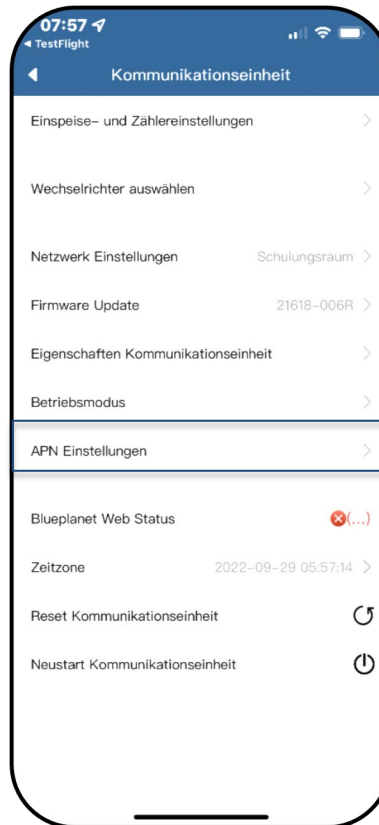 07:57
◀ TestFlight
Kommunikationseinheit
Einspeise- und Zählereinstellungen
Wechselrichter auswählen
Netzwerk Einstellungen Schulungsraum
Firmware Update 21618-006R
Eigenschaften Kommunikationseinheit
Betriebsmodus
APN Einstellungen
Blueplanet Web Status (...)
Zeitzone 2022-09-29 05:57:14
Reset Kommunikationseinheit
Neustart Kommunikationseinheit